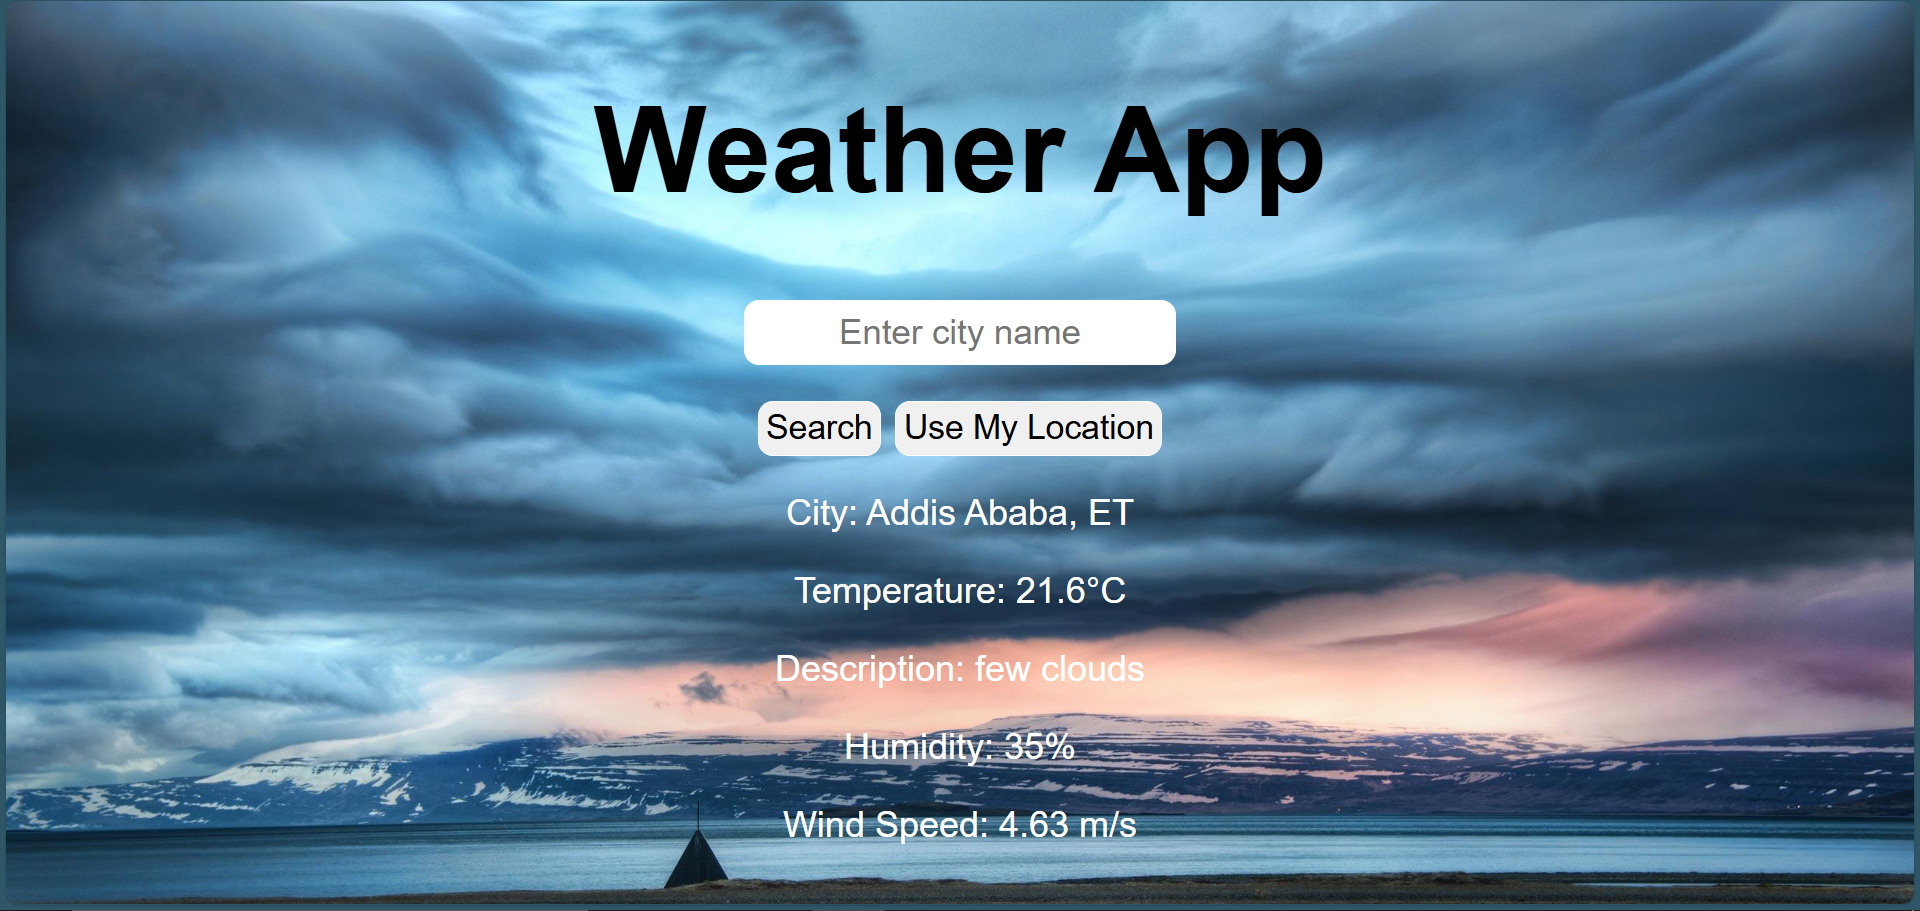 Weather App
Enter city name
Search Use My Location
City: Addis Ababa, ET
Temperature: 21.6°C
Description: few clouds
Humidity: 35%
Wind Speed: 4.63 m/s